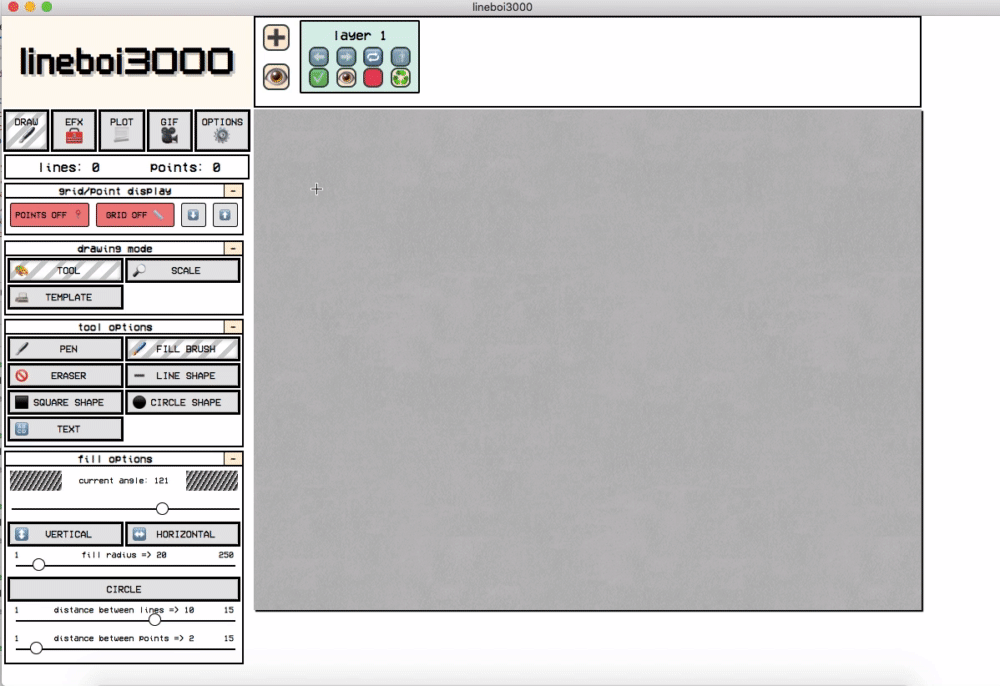 lineboi3000
lineboi3000
layer 1
DRAW EFX PLOT GIF OPTIONS
lines: 0 points: 0
grid/point display -
POINTS OFF GRID OFF
drawing mode -
TOOL SCALE
TEMPLATE
tool options -
PEN FILL BRUSH
ERASER LINE SHAPE
SQUARE SHAPE CIRCLE SHAPE
TEXT
fill options -
current angle: 121
VERTICAL HORIZONTAL
1 fill radius => 20 250
CIRCLE
1 distance between lines => 10 15
1 distance between points => 2 15